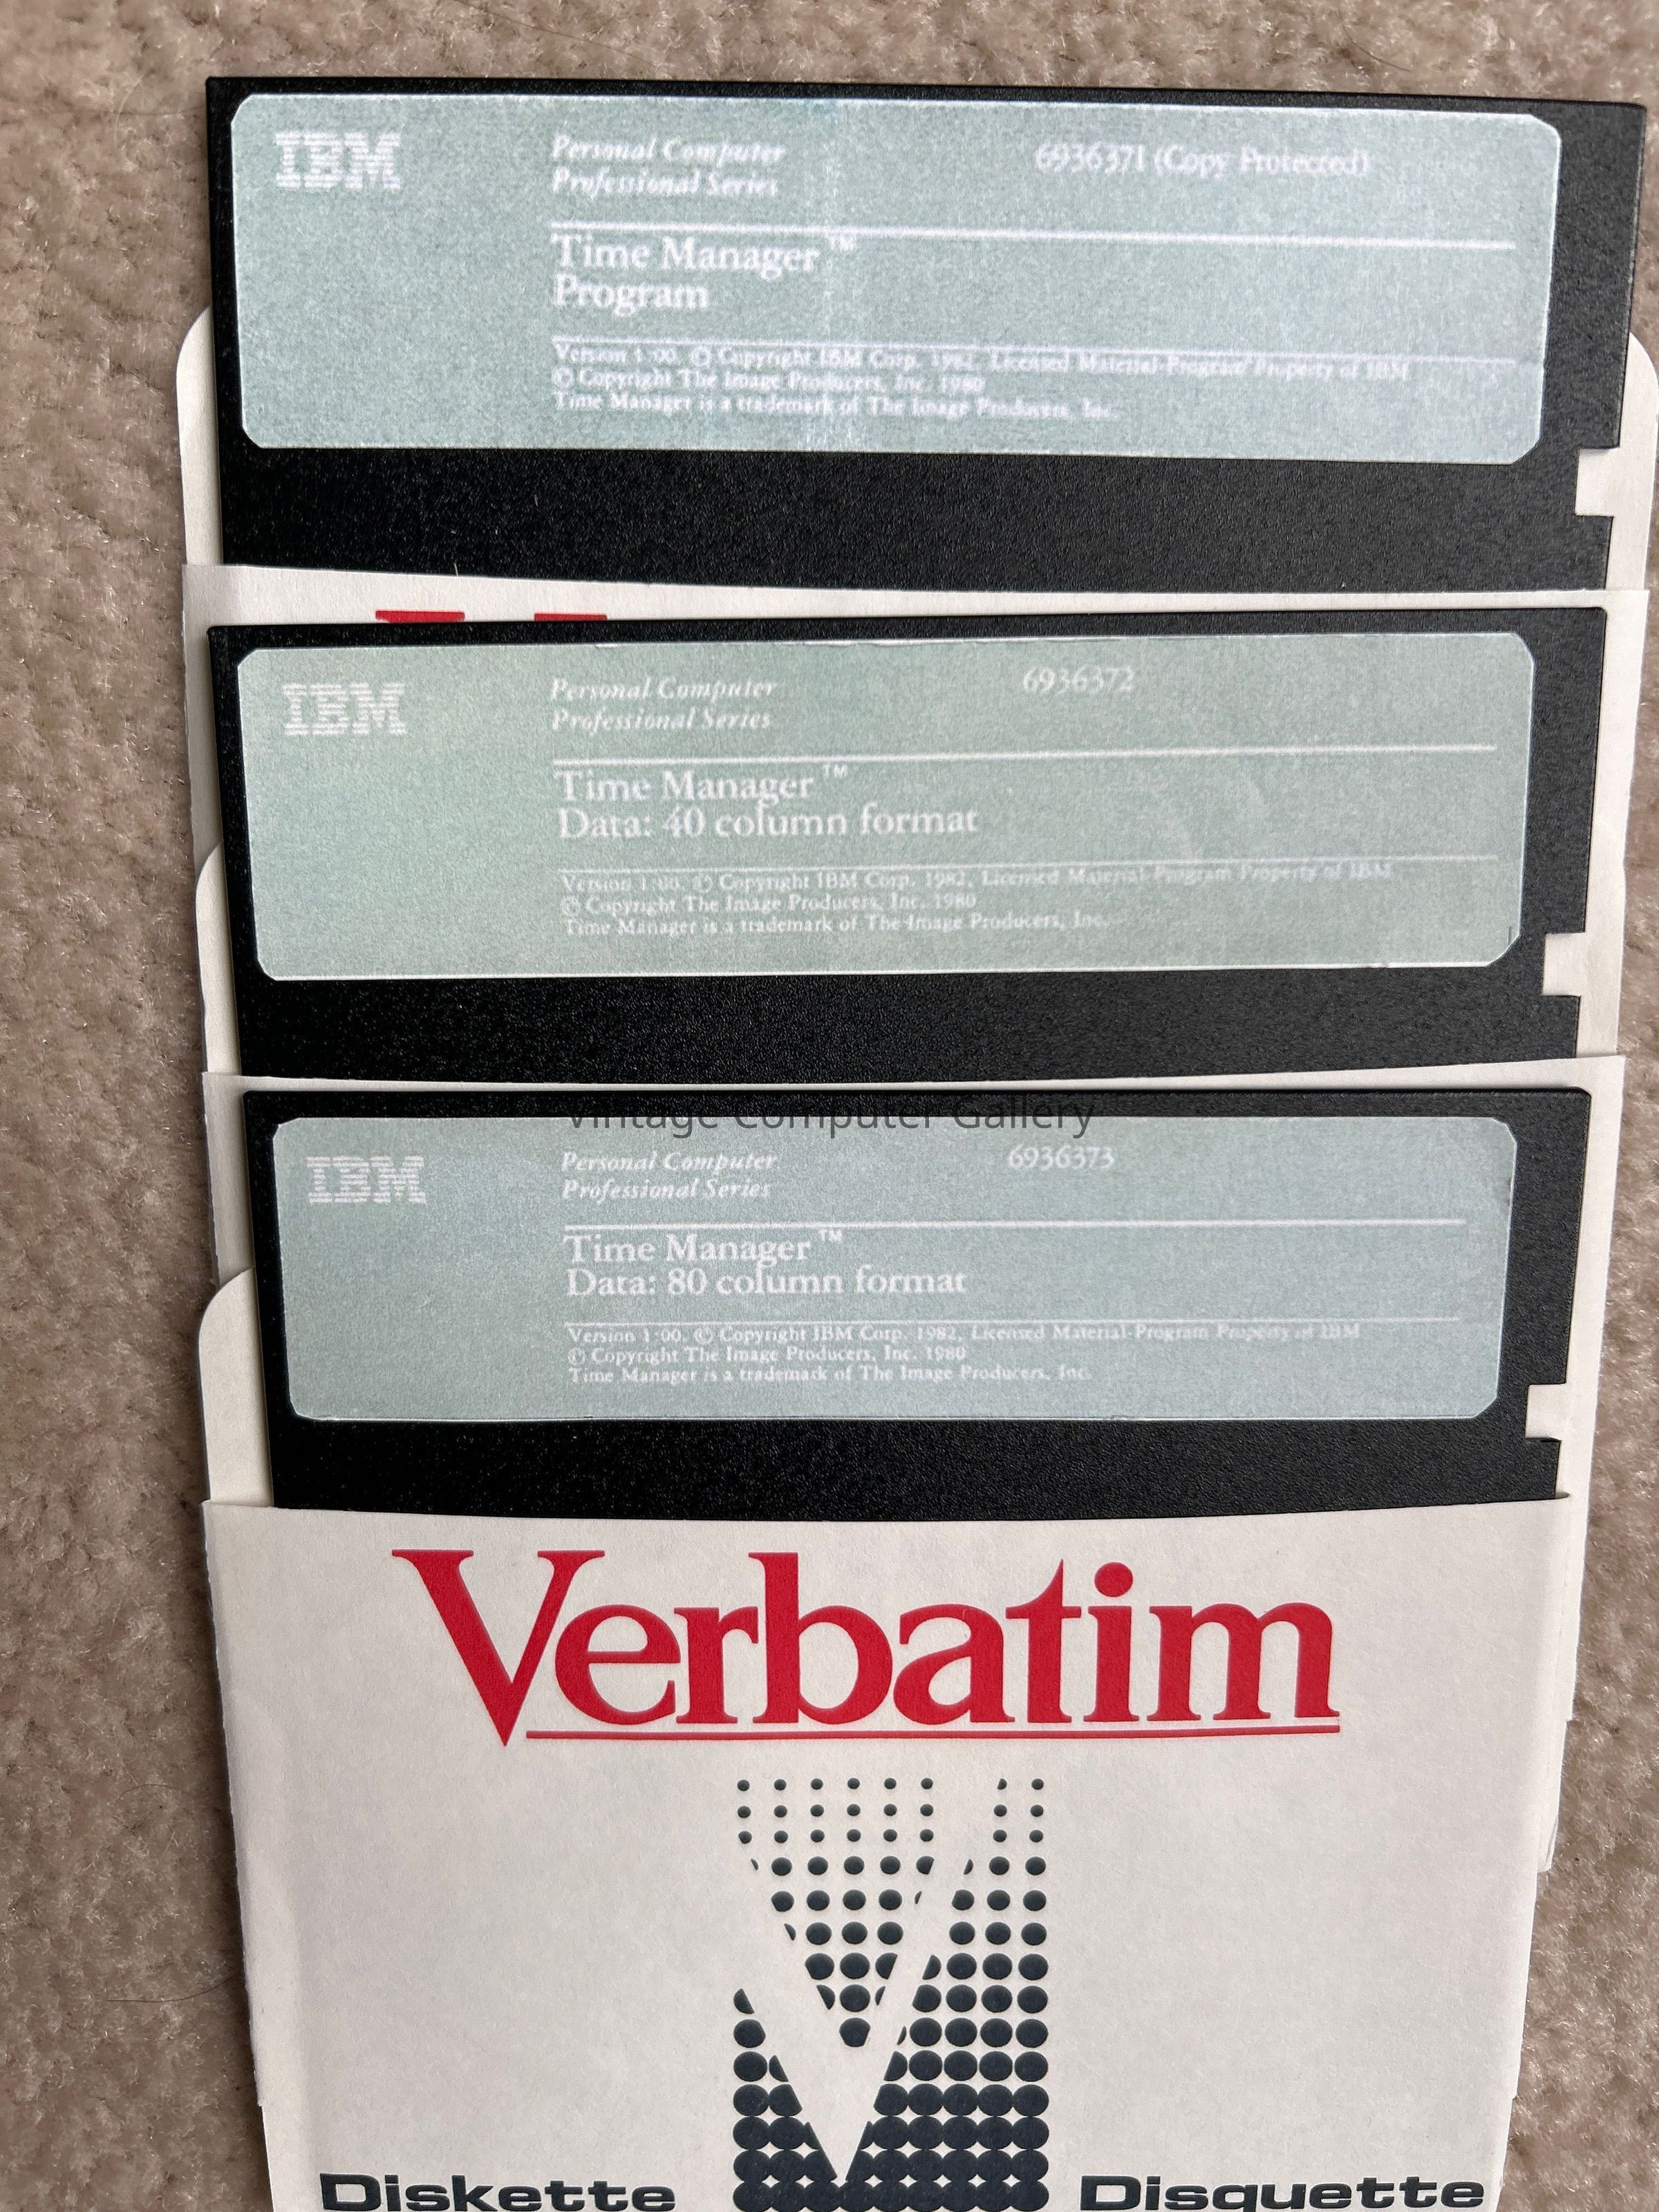 IBM
Personal Computer
Professional Series
6936371 (Copy Protected)
Time Manager™
Program
Version 1:00. © Copyright IBM Corp. 1982, Licensed Material-Program Property of IBM
© Copyright The Image Producers, Inc. 1980
Time Manager is a trademark of The Image Producers, Inc.
IBM
Personal Computer
Professional Series
6936372
Time Manager™
Data: 40 column format
Version 1:00. © Copyright IBM Corp. 1982, Licensed Material-Program Property of IBM
© Copyright The Image Producers, Inc. 1980
Time Manager is a trademark of The Image Producers, Inc.
Vintage Computer Gallery
IBM
Personal Computer
Professional Series
6936373
Time Manager™
Data: 80 column format
Version 1:00. © Copyright IBM Corp. 1982, Licensed Material-Program Property of IBM
© Copyright The Image Producers, Inc. 1980
Time Manager is a trademark of The Image Producers, Inc.
Verbatim
Diskette Disquette